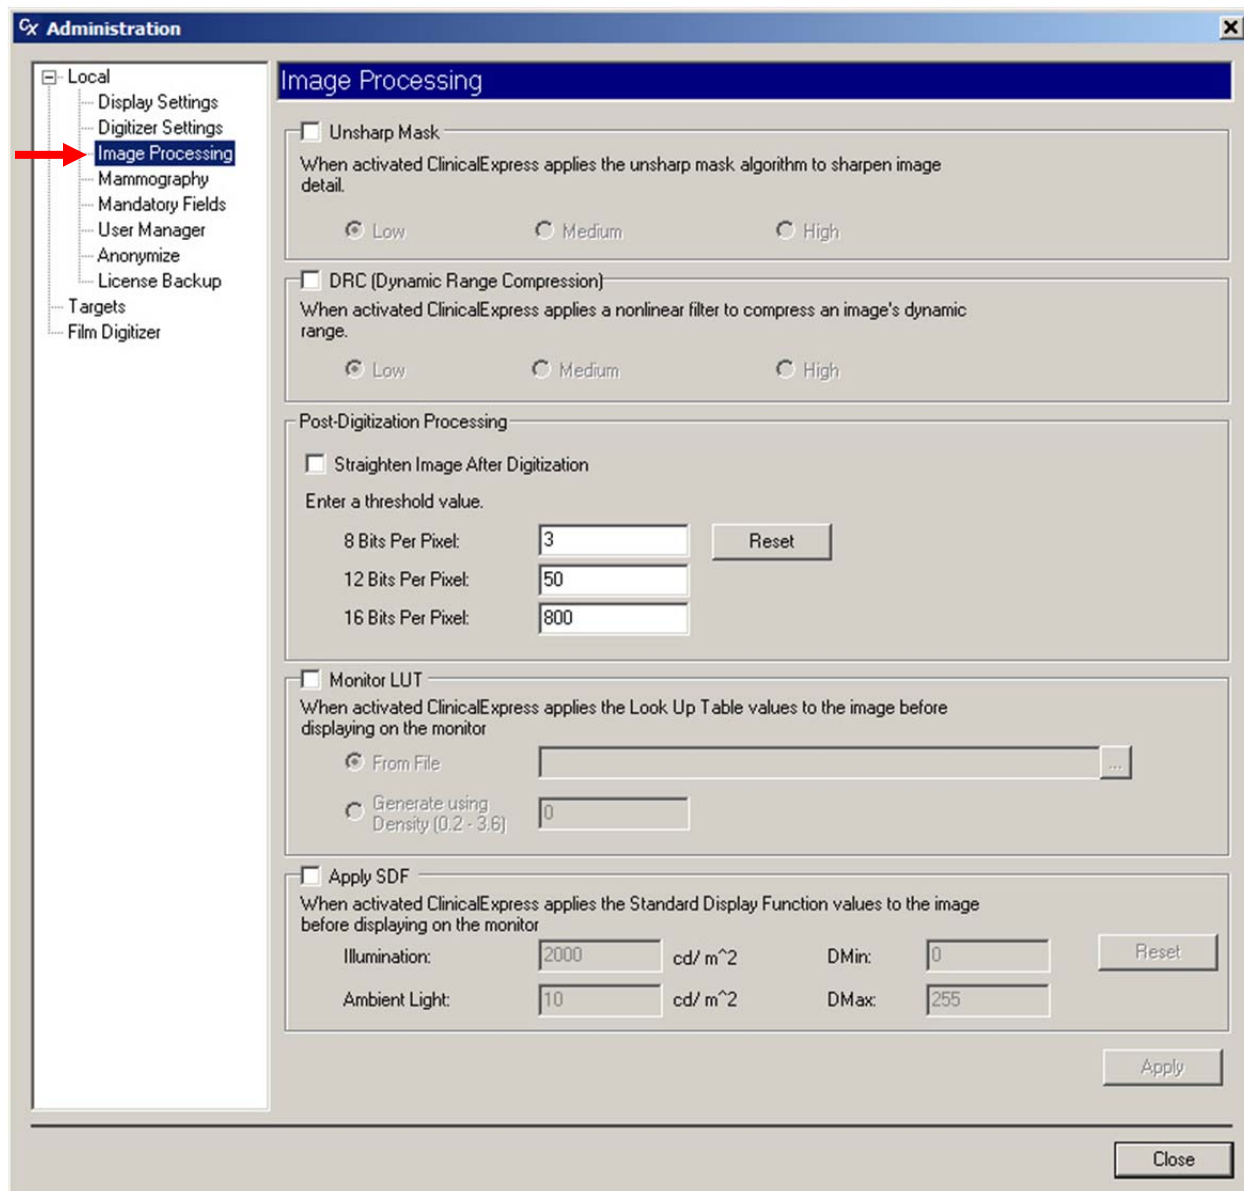 Cx Administration
Local
Display Settings
Digitizer Settings
Image Processing
Mammography
Mandatory Fields
User Manager
Anonymize
License Backup
Targets
Film Digitizer
Image Processing
Unsharp Mask
When activated ClinicalExpress applies the unsharp mask algorithm to sharpen image
detail.
Low Medium High
DRC (Dynamic Range Compression)
When activated ClinicalExpress applies a nonlinear filter to compress an image's dynamic
range.
Low Medium High
Post-Digitization Processing
Straighten Image After Digitization
Enter a threshold value.
8 Bits Per Pixel: 3 Reset
12 Bits Per Pixel: 50
16 Bits Per Pixel: 800
Monitor LUT
When activated ClinicalExpress applies the Look Up Table values to the image before
displaying on the monitor
From File ...
Generate using
Density (0.2 - 3.6) 0
Apply SDF
When activated ClinicalExpress applies the Standard Display Function values to the image
before displaying on the monitor
Illumination: 2000 cd/ m^2 DMin: 0 Reset
Ambient Light: 10 cd/ m^2 DMax: 255
Apply
Close